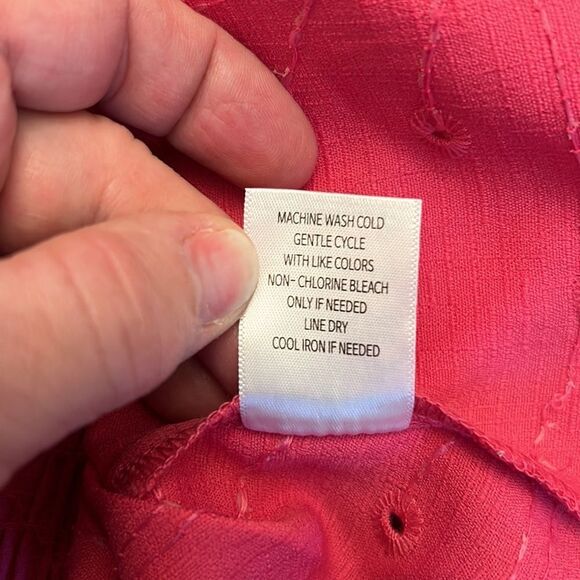 MACHINE WASH COLD
GENTLE CYCLE
WITH LIKE COLORS
NON- CHLORINE BLEACH
ONLY IF NEEDED
LINE DRY
COOL IRON IF NEEDED